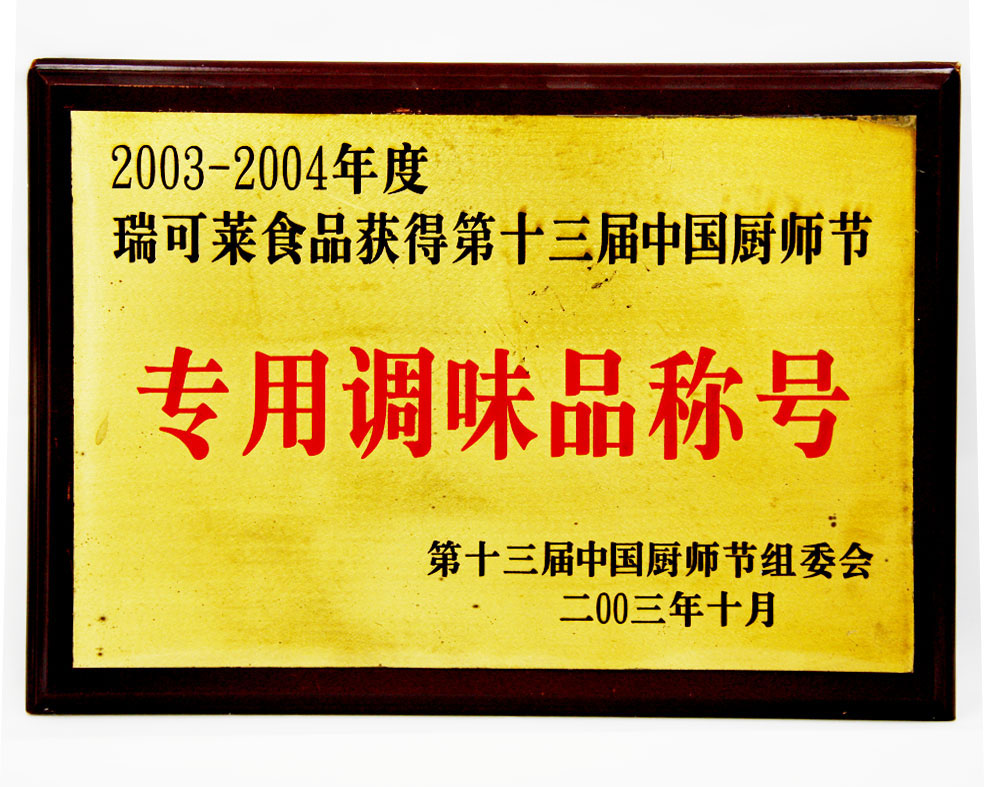 2003-2004年度
瑞可莱食品获得第十三届中国厨师节
专用调味品称号
第十三届中国厨师节组委会
二00三年十月